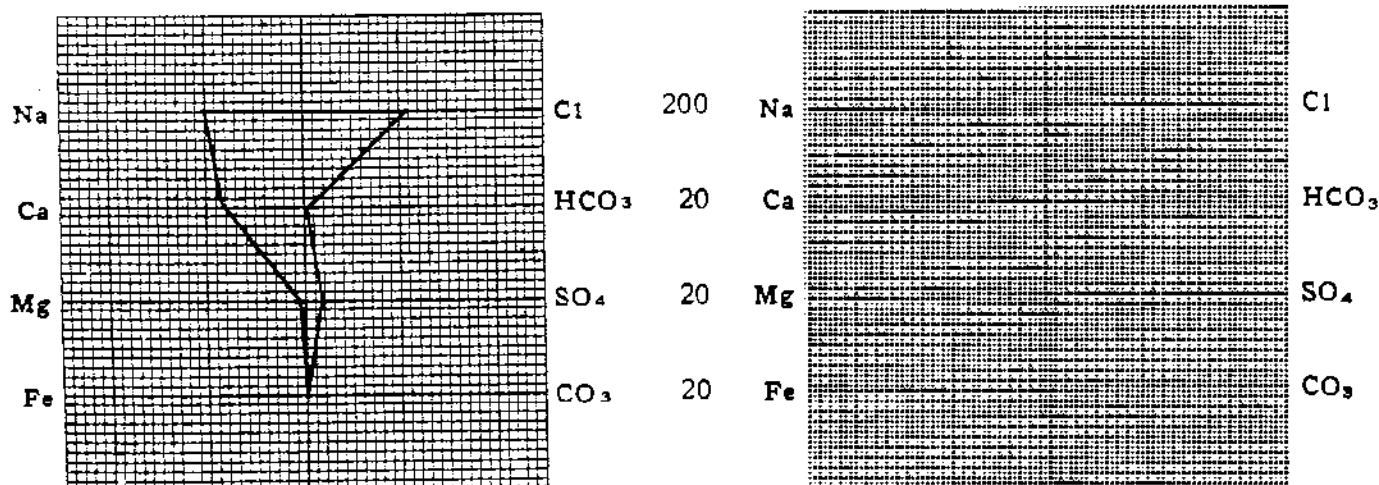 Na Cl 200 Na Cl
Ca HCO₃ 20 Ca HCO₃
Mg SO₄ 20 Mg SO₄
Fe CO₃ 20 Fe CO₃